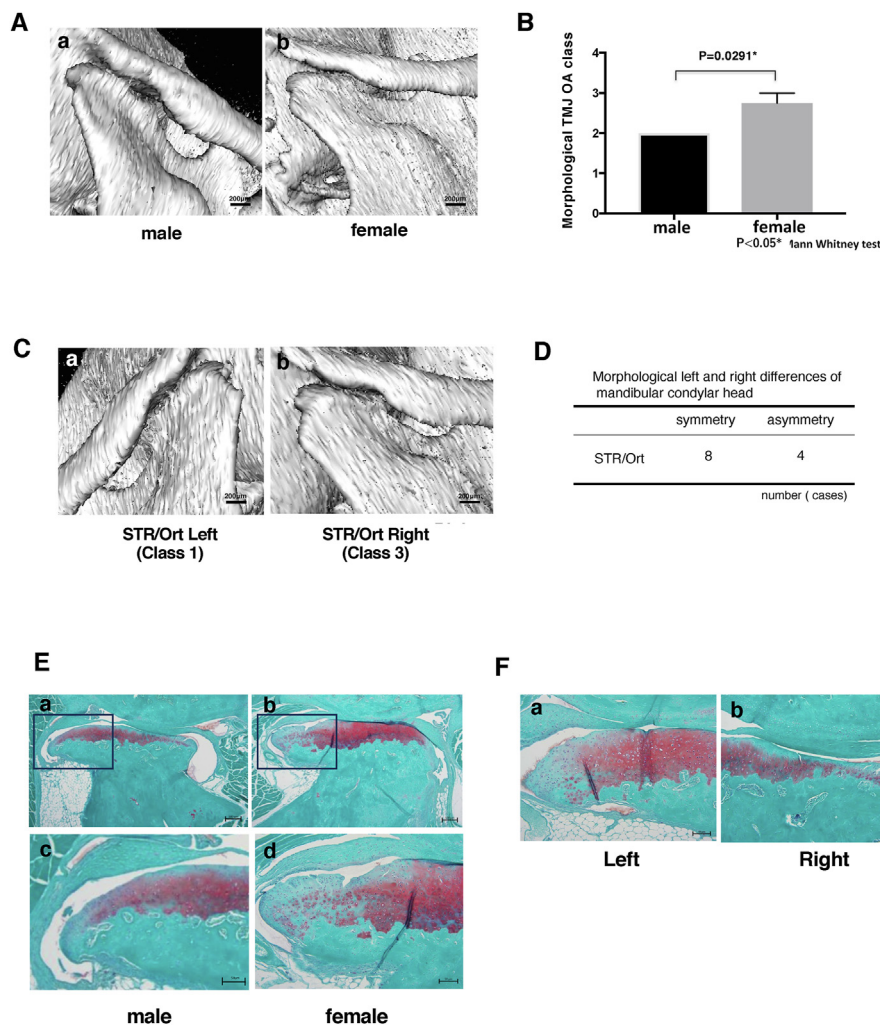 A
a
b
200μm
200μm
male
female
B
Morphological TMJ OA class
4
3
2
1
0
P=0.0291*
male
female
P<0.05*
Whitney test
C
a
b
200μm
200μm
STR/Ort Left
(Class 1)
STR/Ort Right
(Class 3)
D
Morphological left and right differences of
mandibular condylar head
symmetry
asymmetry
STR/Ort
8
4
number ( cases)
E
a
b
c
d
male
female
F
a
b
Left
Right